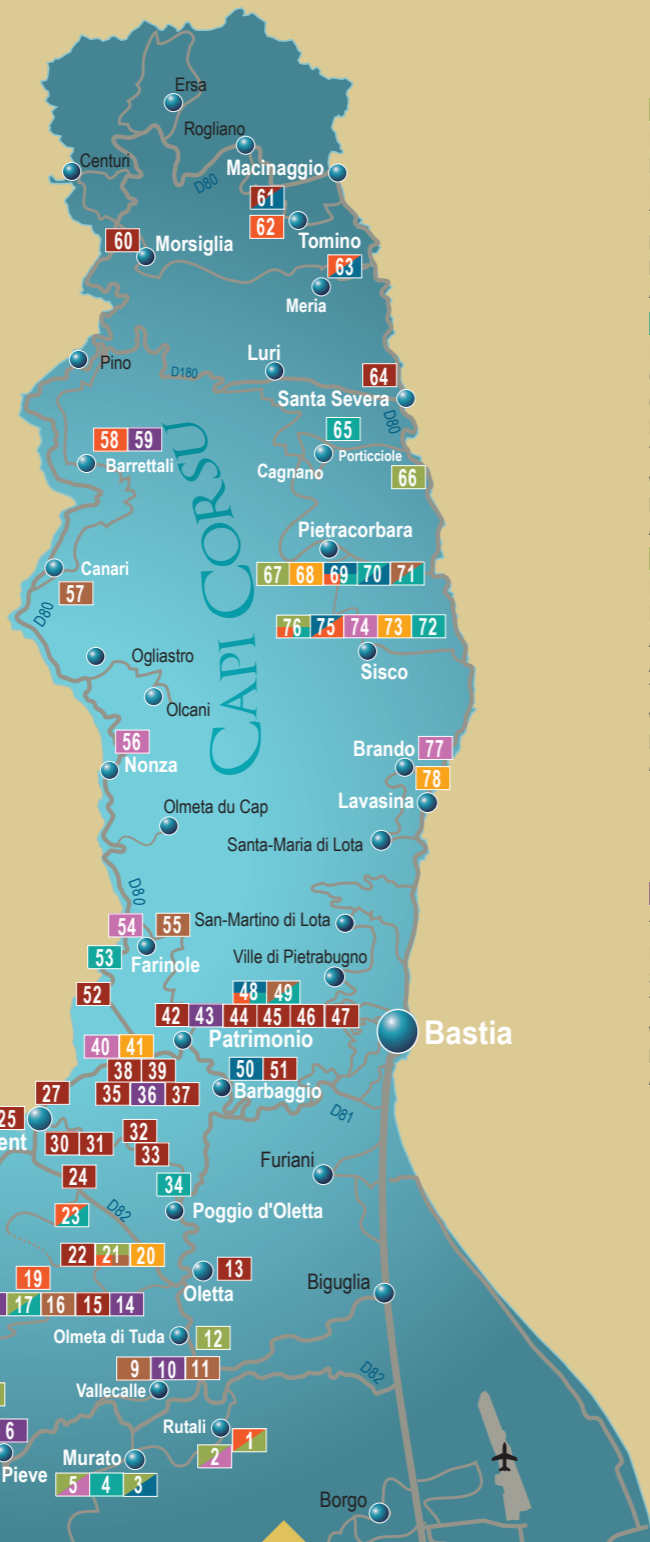 Ersa
Rogliano
Centuri
D80
Macinaggio
61
62
Tomino
60
Morsiglia
63
Meria
Pino
D180
Luri
64
Santa Severa
D80
65
58 59
Barrettali
Cagnano
Porticciole
66
CAPI CORSU
Pietracorbara
67 68 69 70 71
Canari
57
D80
76 75 74 73 72
Sisco
Ogliastro
Olcani
56
Nonza
Brando
77
78
Lavasina
Olmeta du Cap
Santa-Maria di Lota
D80
54 55
San-Martino di Lota
53
Farinole
Ville di Pietrabugno
52
48 49
42 43 44 45 46 47
Patrimonio
Bastia
40 41
38 39
50 51
Barbaggio
27
35 36 37
25
ent
D81
32
30 31
33
Furiani
24
34
D82
Poggio d'Oletta
23
22 21 20
13
19
Oletta
Biguglia
17 16 15 14
Olmeta di Tuda
12
9 10 11
D82
Vallecalle
6
Rutali
1
Pieve
Murato
2
5 4 3
Borgo